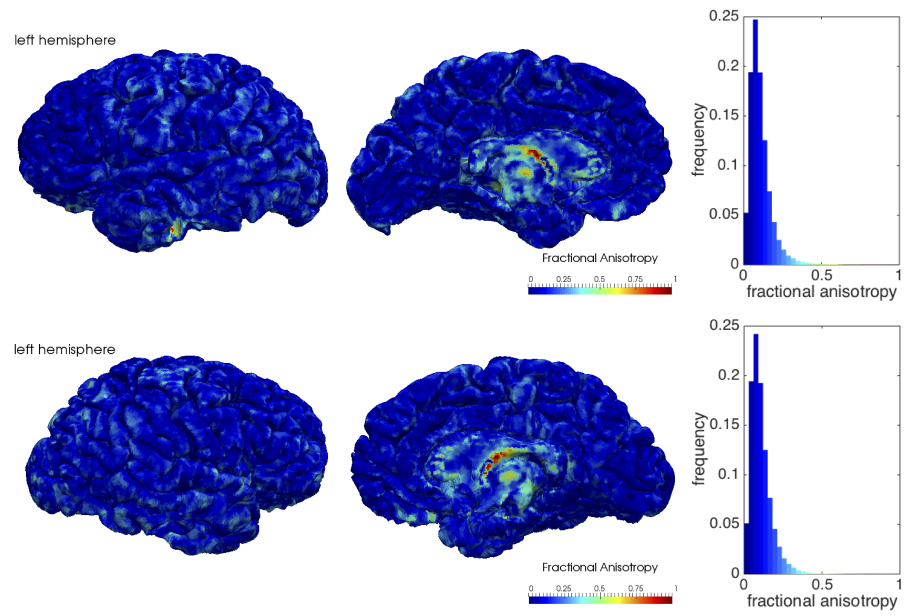 left hemisphere
Fractional Anisotropy
0 0.25 0.5 0.75 1
0.25
0.2
0.15
0.1
0.05
0
frequency
0 0.5 1
fractional anisotropy
left hemisphere
Fractional Anisotropy
0 0.25 0.5 0.75 1
0.25
0.2
0.15
0.1
0.05
0
frequency
0 0.5 1
fractional anisotropy